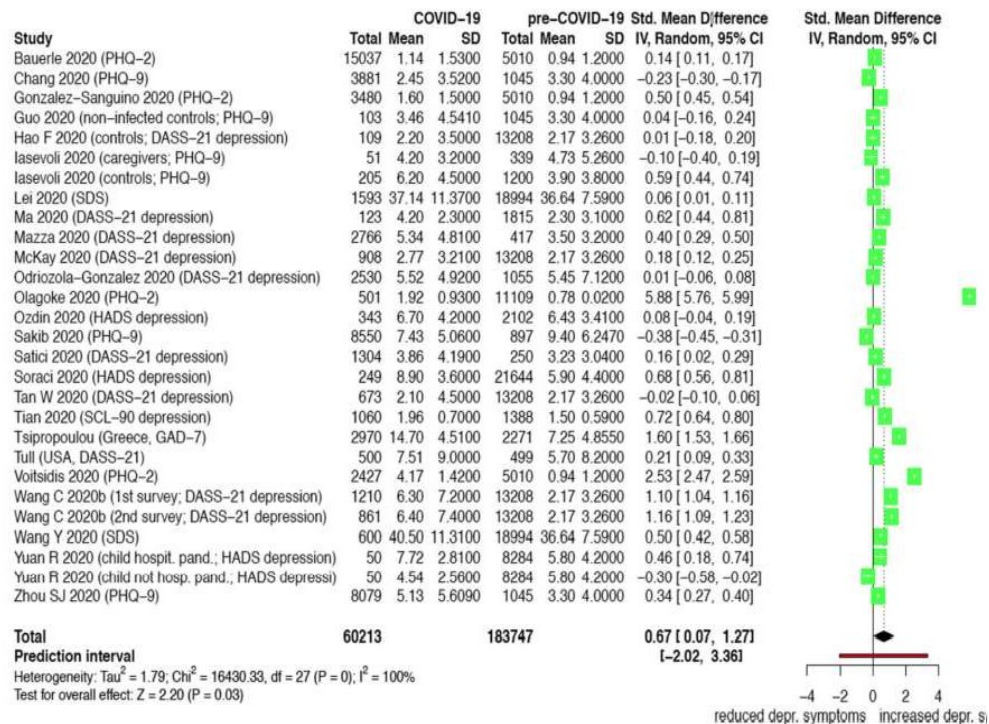 COVID–19 pre–COVID–19 Std. Mean Difference Std. Mean Difference
Study Total Mean SD Total Mean SD IV, Random, 95% CI IV, Random, 95% CI
Bauerle 2020 (PHQ–2) 15037 1.14 1.5300 5010 0.94 1.2000 0.14 [ 0.11, 0.17]
Chang 2020 (PHQ–9) 3881 2.45 3.5200 1045 3.30 4.0000 −0.23 [−0.30, −0.17]
Gonzalez–Sanguino 2020 (PHQ–2) 3480 1.60 1.5000 5010 0.94 1.2000 0.50 [ 0.45, 0.54]
Guo 2020 (non–infected controls; PHQ–9) 103 3.46 4.5410 1045 3.30 4.0000 0.04 [−0.16, 0.24]
Hao F 2020 (controls; DASS–21 depression) 109 2.20 3.5000 13208 2.17 3.2600 0.01 [−0.18, 0.20]
Iasevoli 2020 (caregivers; PHQ–9) 51 4.20 3.2000 339 4.73 5.2600 −0.10 [−0.40, 0.19]
Iasevoli 2020 (controls; PHQ–9) 205 6.20 4.5000 1200 3.90 3.8000 0.59 [ 0.44, 0.74]
Lei 2020 (SDS) 1593 37.14 11.3700 18994 36.64 7.5900 0.06 [ 0.01, 0.11]
Ma 2020 (DASS–21 depression) 123 4.20 2.3000 1815 2.30 3.1000 0.62 [ 0.44, 0.81]
Mazza 2020 (DASS–21 depression) 2766 5.34 4.8100 417 3.50 3.2000 0.40 [ 0.29, 0.50]
McKay 2020 (DASS–21 depression) 908 2.77 3.2100 13208 2.17 3.2600 0.18 [ 0.12, 0.25]
Odriozola–Gonzalez 2020 (DASS–21 depression) 2530 5.52 4.9200 1055 5.45 7.1200 0.01 [−0.06, 0.08]
Olagoke 2020 (PHQ–2) 501 1.92 0.9300 11109 0.78 0.0200 5.88 [ 5.76, 5.99]
Ozdin 2020 (HADS depression) 343 6.70 4.2000 2102 6.43 3.4100 0.08 [−0.04, 0.19]
Sakib 2020 (PHQ–9) 8550 7.43 5.0600 897 9.40 6.2470 −0.38 [−0.45, −0.31]
Satici 2020 (DASS–21 depression) 1304 3.86 4.1900 250 3.23 3.0400 0.16 [ 0.02, 0.29]
Soraci 2020 (HADS depression) 249 8.90 3.6000 21644 5.90 4.4000 0.68 [ 0.56, 0.81]
Tan W 2020 (DASS–21 depression) 673 2.10 4.5000 13208 2.17 3.2600 −0.02 [−0.10, 0.06]
Tian 2020 (SCL–90 depression) 1060 1.96 0.7000 1388 1.50 0.5900 0.72 [ 0.64, 0.80]
Tsipropoulou (Greece, GAD–7) 2970 14.70 4.5100 2271 7.25 4.8550 1.60 [ 1.53, 1.66]
Tull (USA, DASS–21) 500 7.51 9.0000 499 5.70 8.2000 0.21 [ 0.09, 0.33]
Voitsidis 2020 (PHQ–2) 2427 4.17 1.4200 5010 0.94 1.2000 2.53 [ 2.47, 2.59]
Wang C 2020b (1st survey; DASS–21 depression) 1210 6.30 7.2000 13208 2.17 3.2600 1.10 [ 1.04, 1.16]
Wang C 2020b (2nd survey; DASS–21 depression) 861 6.40 7.4000 13208 2.17 3.2600 1.16 [ 1.09, 1.23]
Wang Y 2020 (SDS) 600 40.50 11.3100 18994 36.64 7.5900 0.50 [ 0.42, 0.58]
Yuan R 2020 (child hospit. pand.; HADS depression) 50 7.72 2.8100 8284 5.80 4.2000 0.46 [ 0.18, 0.74]
Yuan R 2020 (child not hosp. pand.; HADS depressi) 50 4.54 2.5600 8284 5.80 4.2000 −0.30 [−0.58, −0.02]
Zhou SJ 2020 (PHQ–9) 8079 5.13 5.6090 1045 3.30 4.0000 0.34 [ 0.27, 0.40]
Total 60213 183747 0.67 [ 0.07, 1.27]
Prediction interval [−2.02, 3.36]
Heterogeneity: Tau² = 1.79; Chi² = 16430.33, df = 27 (P = 0); I² = 100%
Test for overall effect: Z = 2.20 (P = 0.03)
−4 −2 0 2 4
reduced depr. symptoms increased depr. s